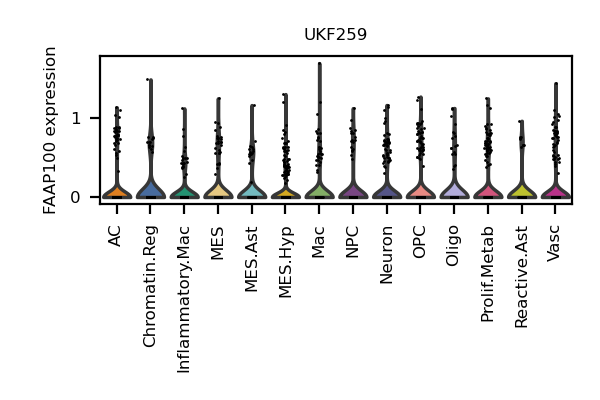 UKF259
FAAP100 expression
1
0
AC
Chromatin.Reg
Inflammatory.Mac
MES
MES.Ast
MES.Hyp
Mac
NPC
Neuron
OPC
Oligo
Prolif.Metab
Reactive.Ast
Vasc